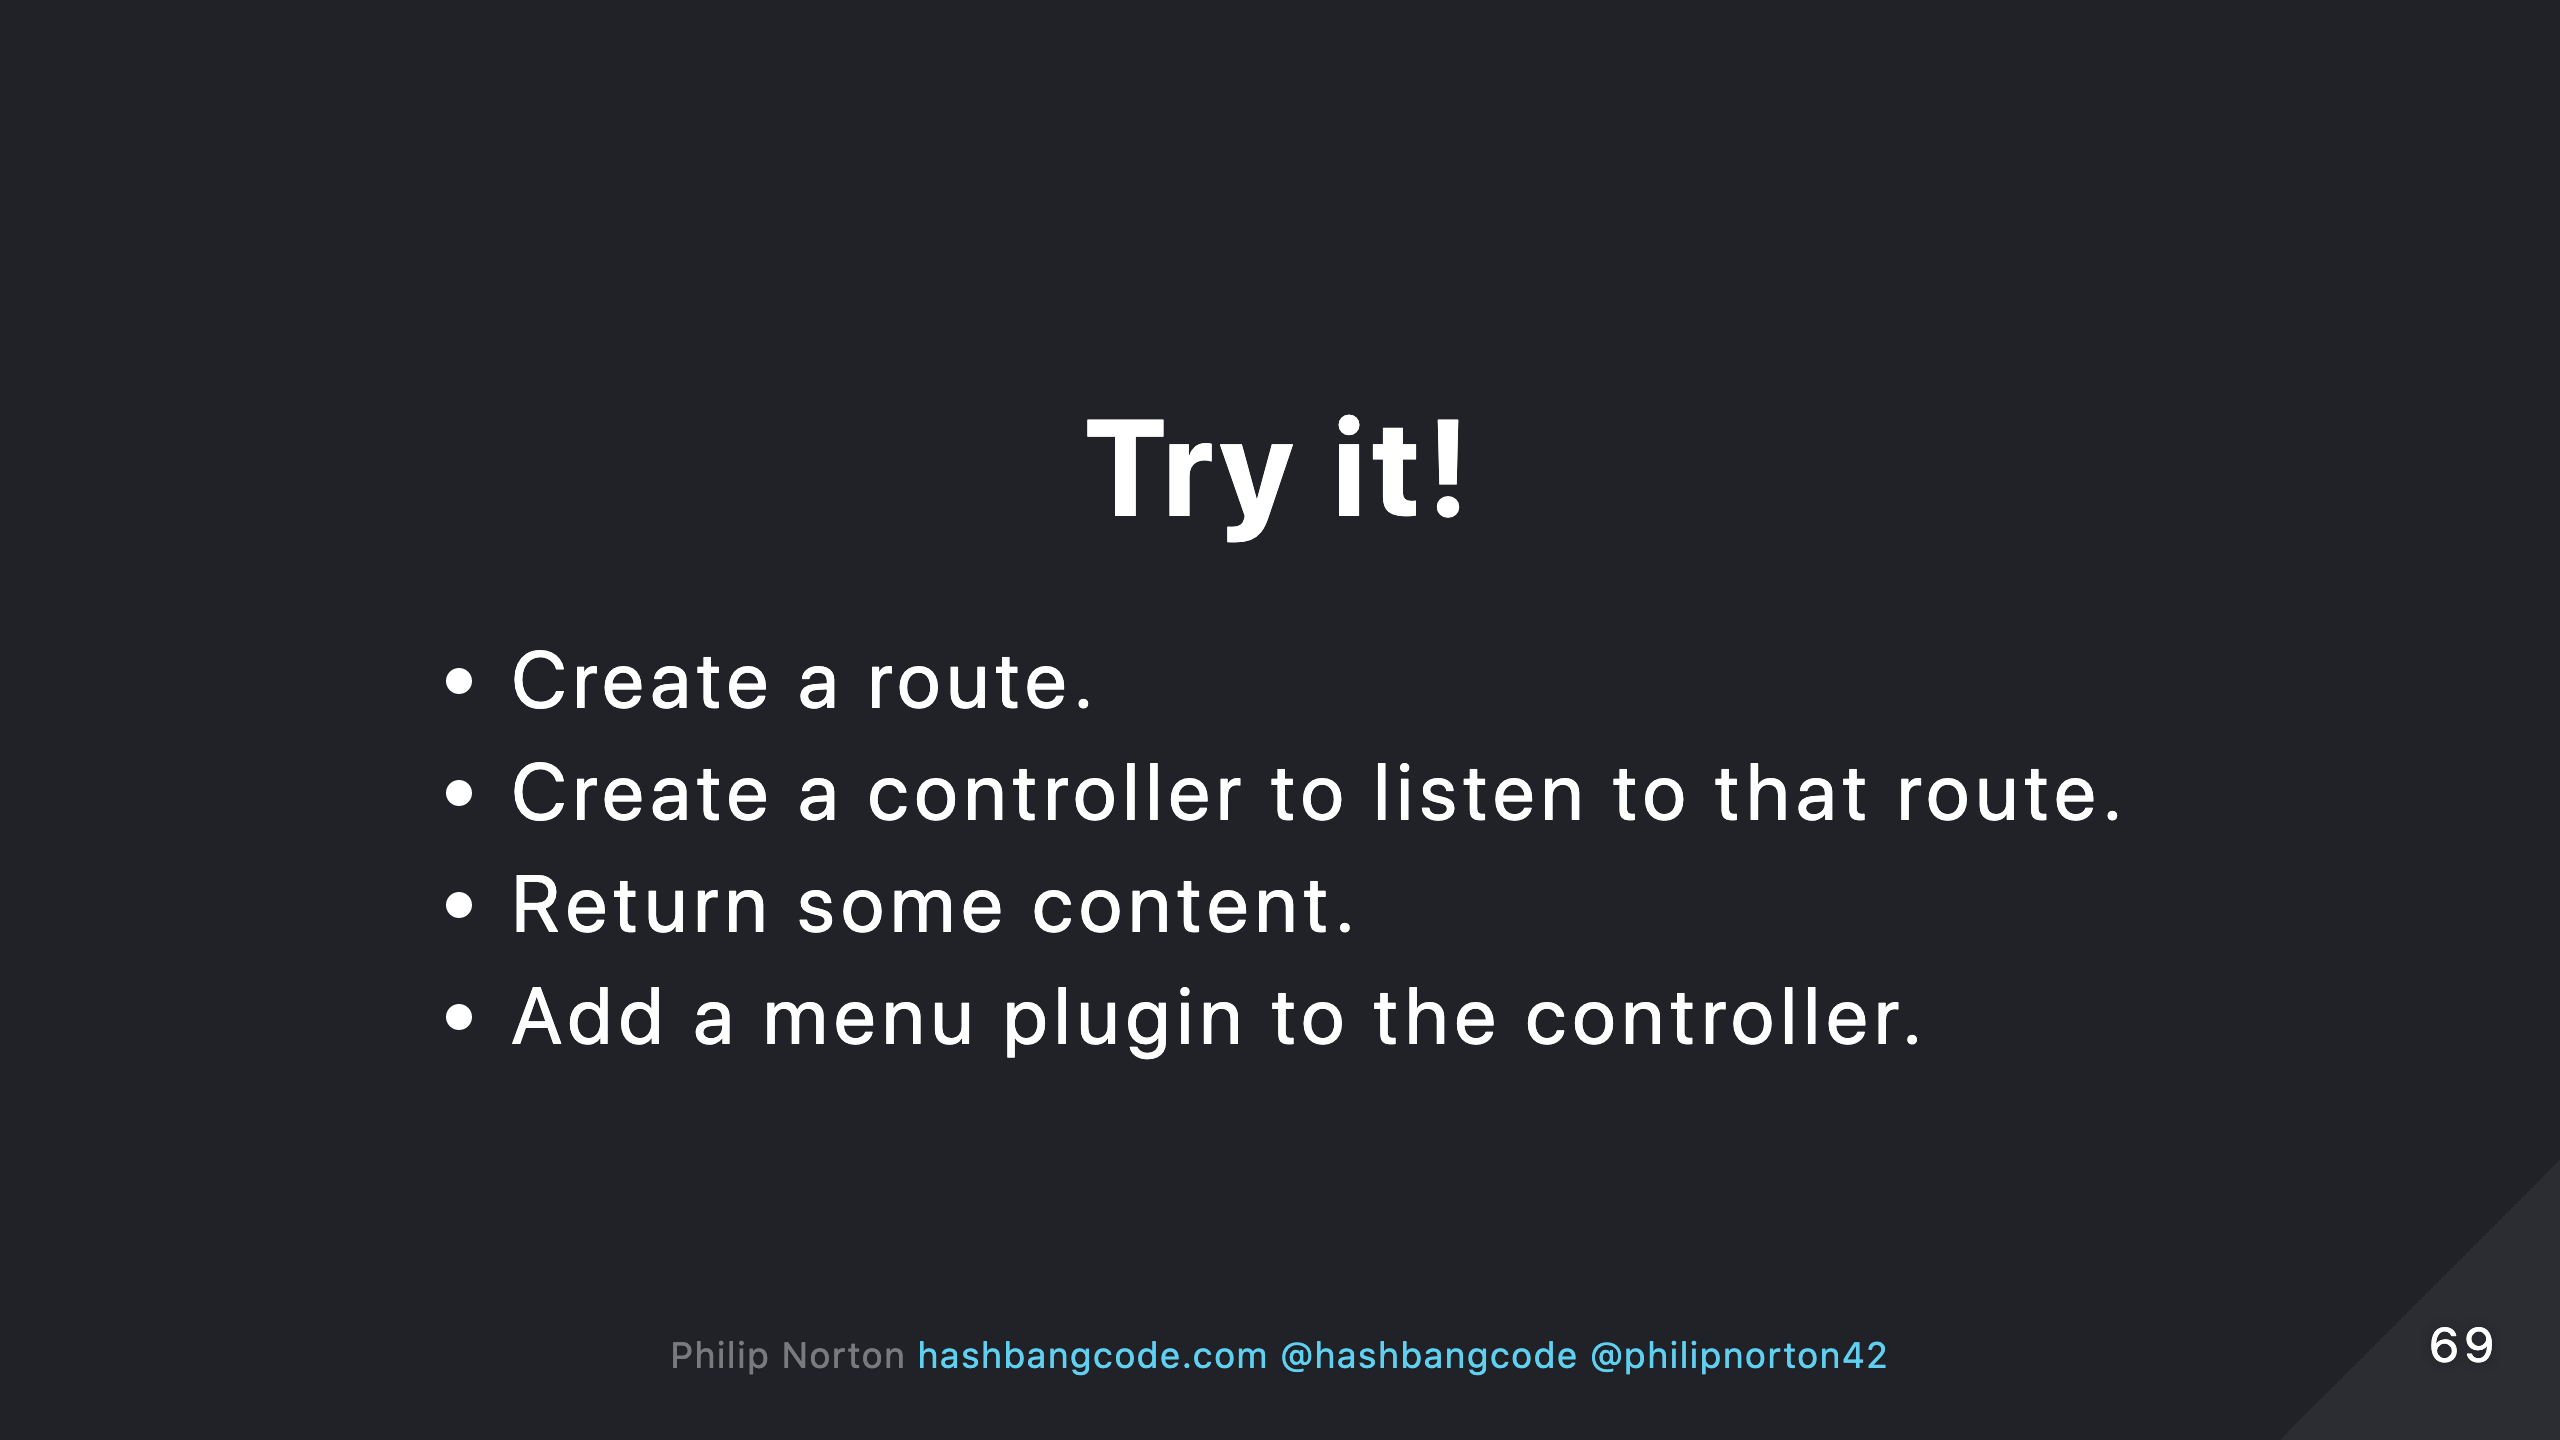 Try it!
• Create a route.
• Create a controller to listen to that route.
• Return some content.
• Add a menu plugin to the controller.
Philip Norton hashbangcode.com @hashbangcode @philipnorton42
69